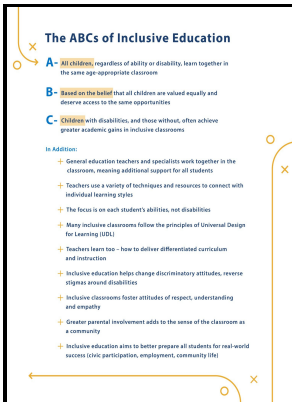 The ABCs of Inclusive Education
A- All children, regardless of ability or disability, learn together in
the same age-appropriate classroom
B- Based on the belief that all children are valued equally and
deserve access to the same opportunities
C- Children with disabilities, and those without, often achieve
greater academic gains in inclusive classrooms
In Addition:
+ General education teachers and specialists work together in the
classroom, meaning additional support for all students
+ Teachers use a variety of techniques and resources to connect with
individual learning styles
+ The focus is on each student's abilities, not disabilities
+ Many inclusive classrooms follow the principles of Universal Design
for Learning (UDL)
+ Teachers learn too – how to deliver differentiated curriculum
and instruction
+ Inclusive education helps change discriminatory attitudes, reverse
stigmas around disabilities
+ Inclusive classrooms foster attitudes of respect, understanding
and empathy
+ Greater parental involvement adds to the sense of the classroom as
a community
+ Inclusive education aims to better prepare all students for real-world
success (civic participation, employment, community life)